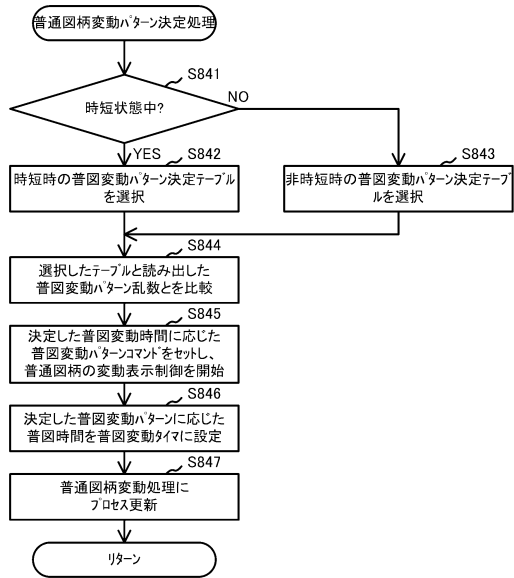 普通図柄変動ﾊﾟﾀｰﾝ決定処理
S841
時短状態中?
NO
YES
S842
時短時の普図変動ﾊﾟﾀｰﾝ決定ﾃｰﾌﾞﾙ
を選択
S843
非時短時の普図変動ﾊﾟﾀｰﾝ決定ﾃｰﾌﾞ
ﾙを選択
S844
選択したﾃｰﾌﾞﾙと読み出した
普図変動ﾊﾟﾀｰﾝ乱数とを比較
S845
決定した普図変動時間に応じた
普図変動ﾊﾟﾀｰﾝｺﾏﾝﾄﾞをセットし、
普通図柄の変動表示制御を開始
S846
決定した普図変動ﾊﾟﾀｰﾝに応じた
普図時間を普図変動ﾀｲﾏに設定
S847
普通図柄変動処理に
ﾌﾟﾛｾｽ更新
ﾘﾀｰﾝ